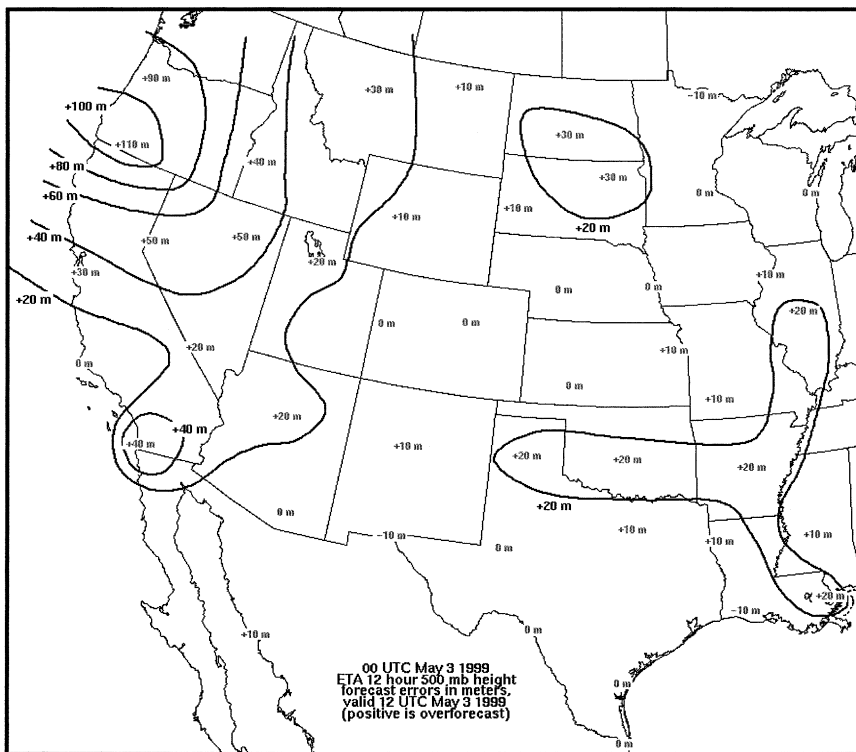 +90 m
+30 m
+10 m
-10 m
+100 m
+30 m
+110 m
+40 m
+80 m
+30 m
0 m
0 m
+60 m
+10 m
+10 m
+20 m
+40 m
+50 m
+50 m
+20 m
+30 m
+10 m
+20 m
0 m
0 m
+20 m
0 m
0 m
+20 m
+10 m
0 m
0 m
+10 m
+20 m
+40 m
+40 m
+10 m
+20 m
+20 m
+20 m
+20 m
0 m
+10 m
-10 m
0 m
+10 m
+10 m
α +20 m
-10 m
+10 m
0 m
00 UTC May 3 1999
ETA 12 hour 500 mb height
forecast errors in meters,
valid 12 UTC May 3 1999
(positive is overforecast)
0 m
0 m